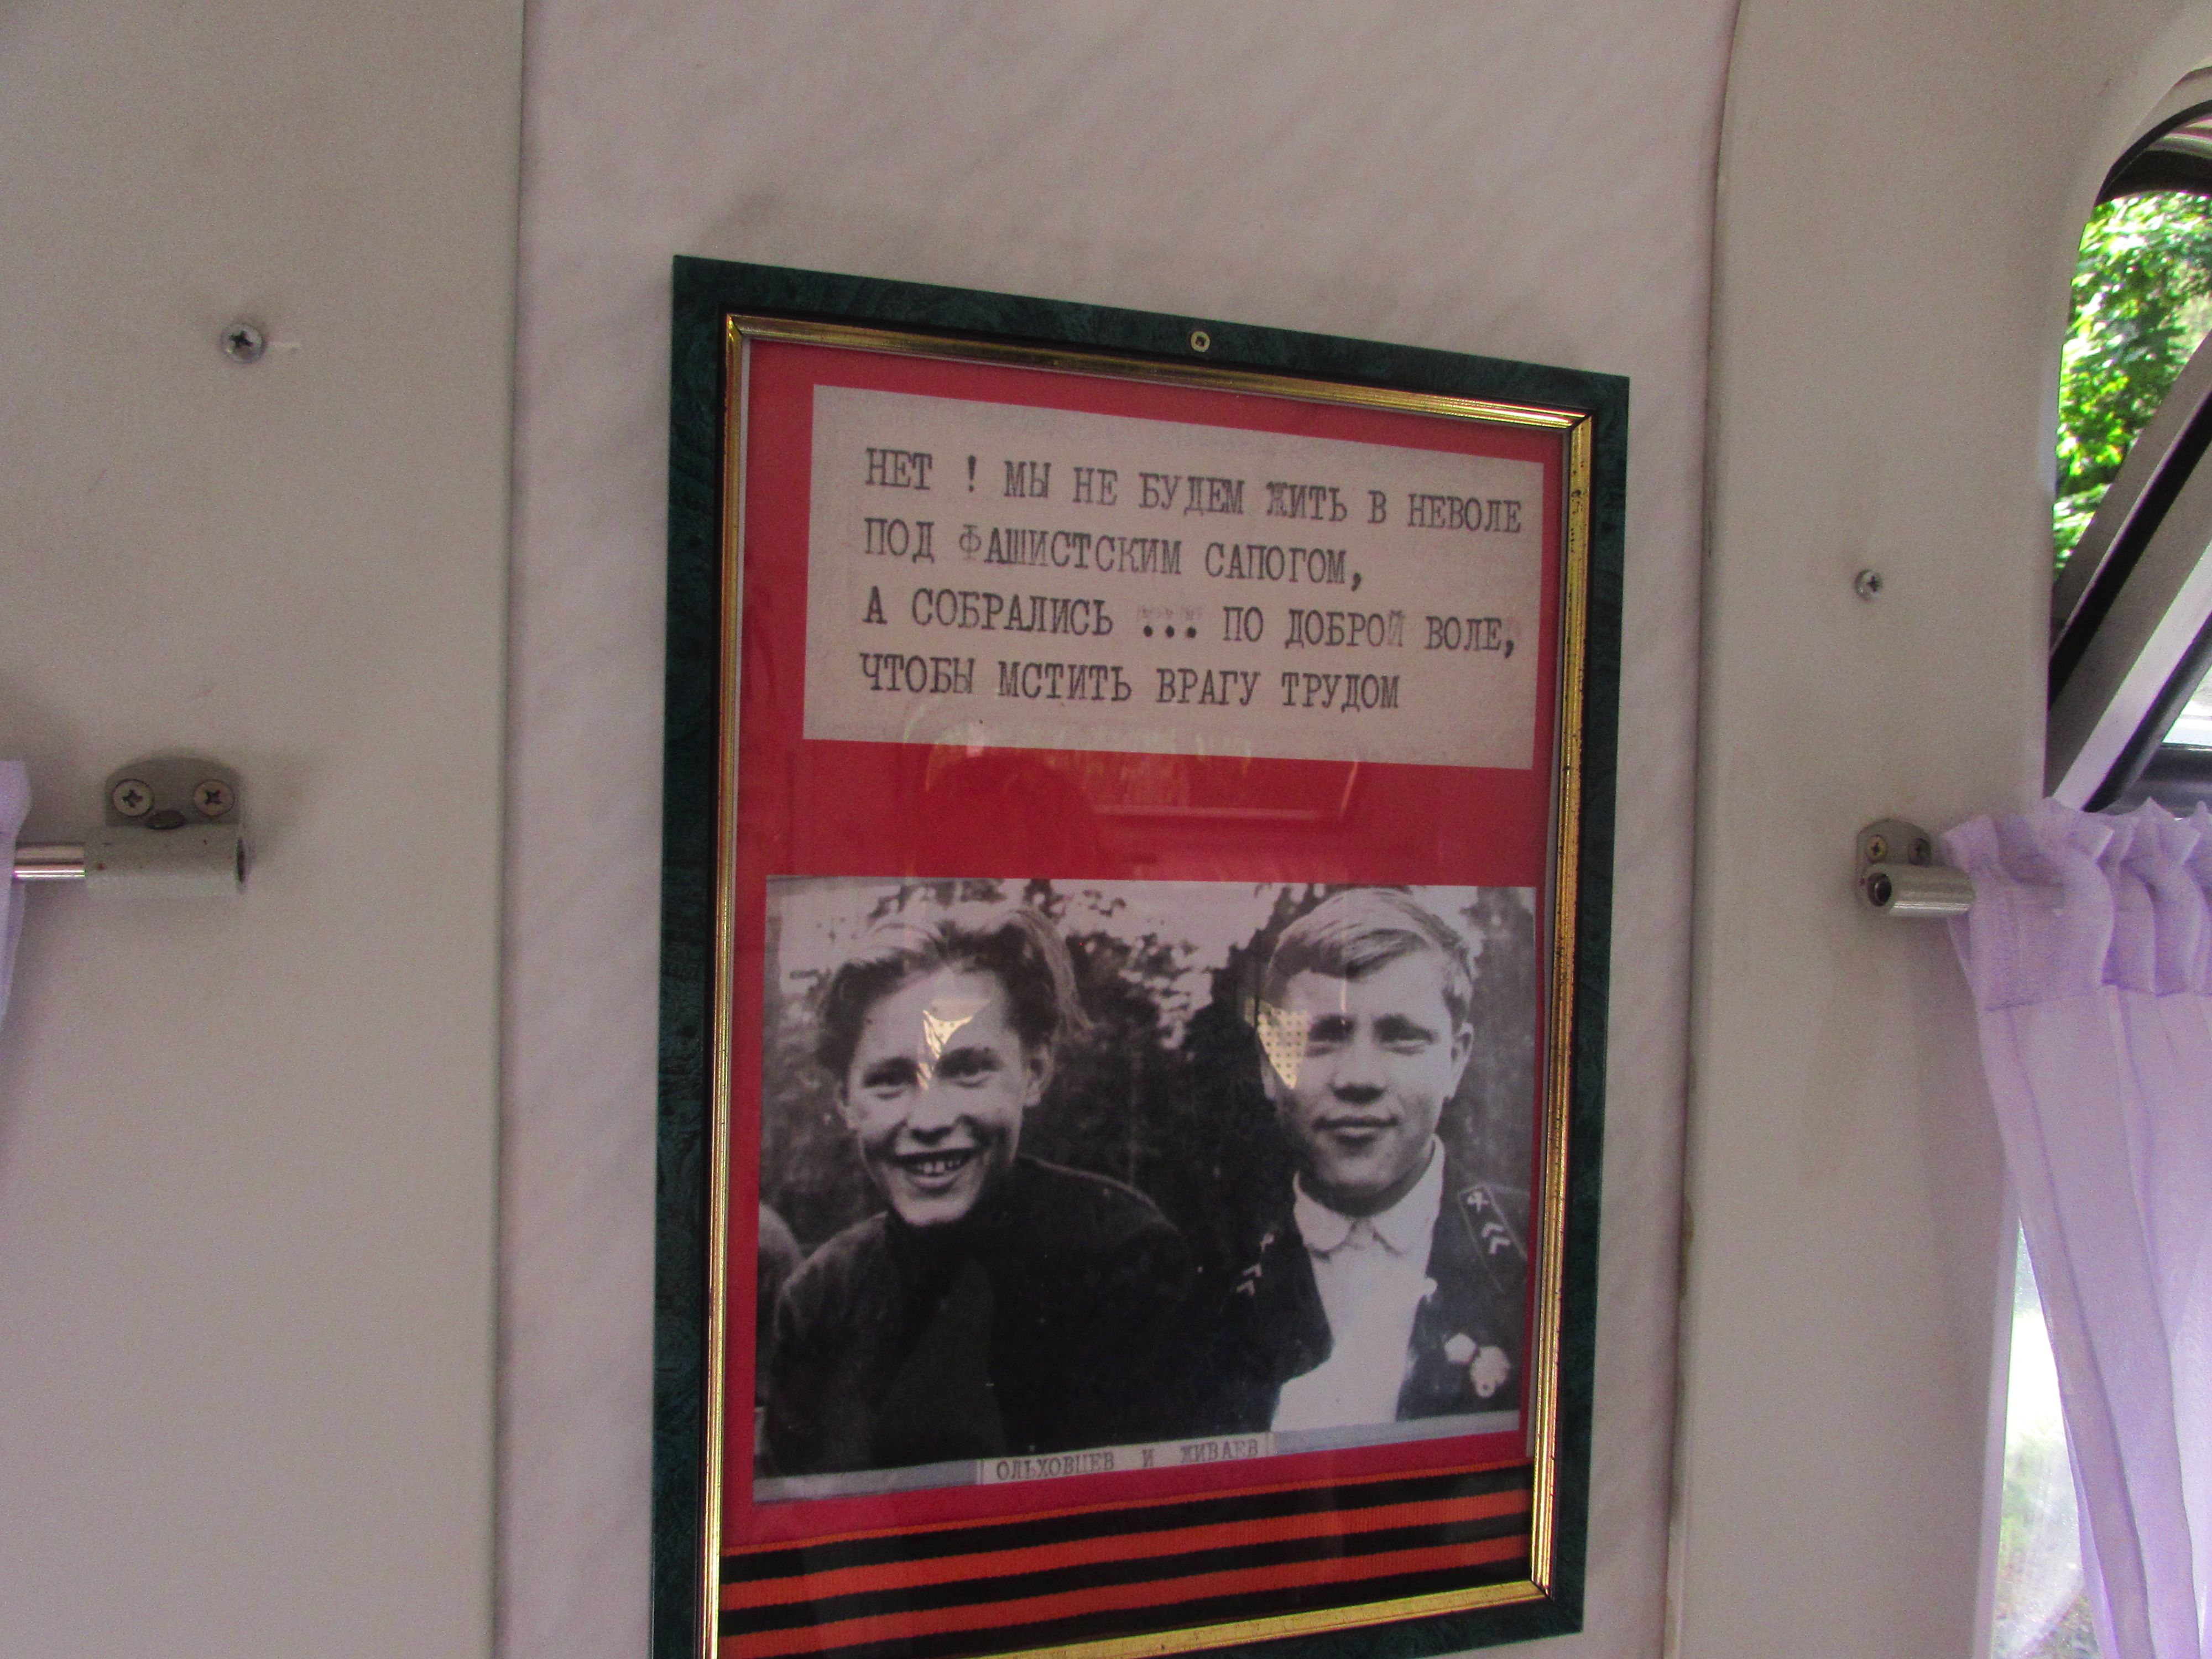 НЕТ ! МЫ НЕ БУДЕМ ЖИТЬ В НЕВОЛЕ
ПОД ФАШИСТСКИМ САПОГОМ,
А СОБРАЛИСЬ ... ПО ДОБРОЙ ВОЛЕ,
ЧТОБЫ МСТИТЬ ВРАГУ ТРУДОМ
ОЛЬХОВЦЕВ И ЖИВАЕВ